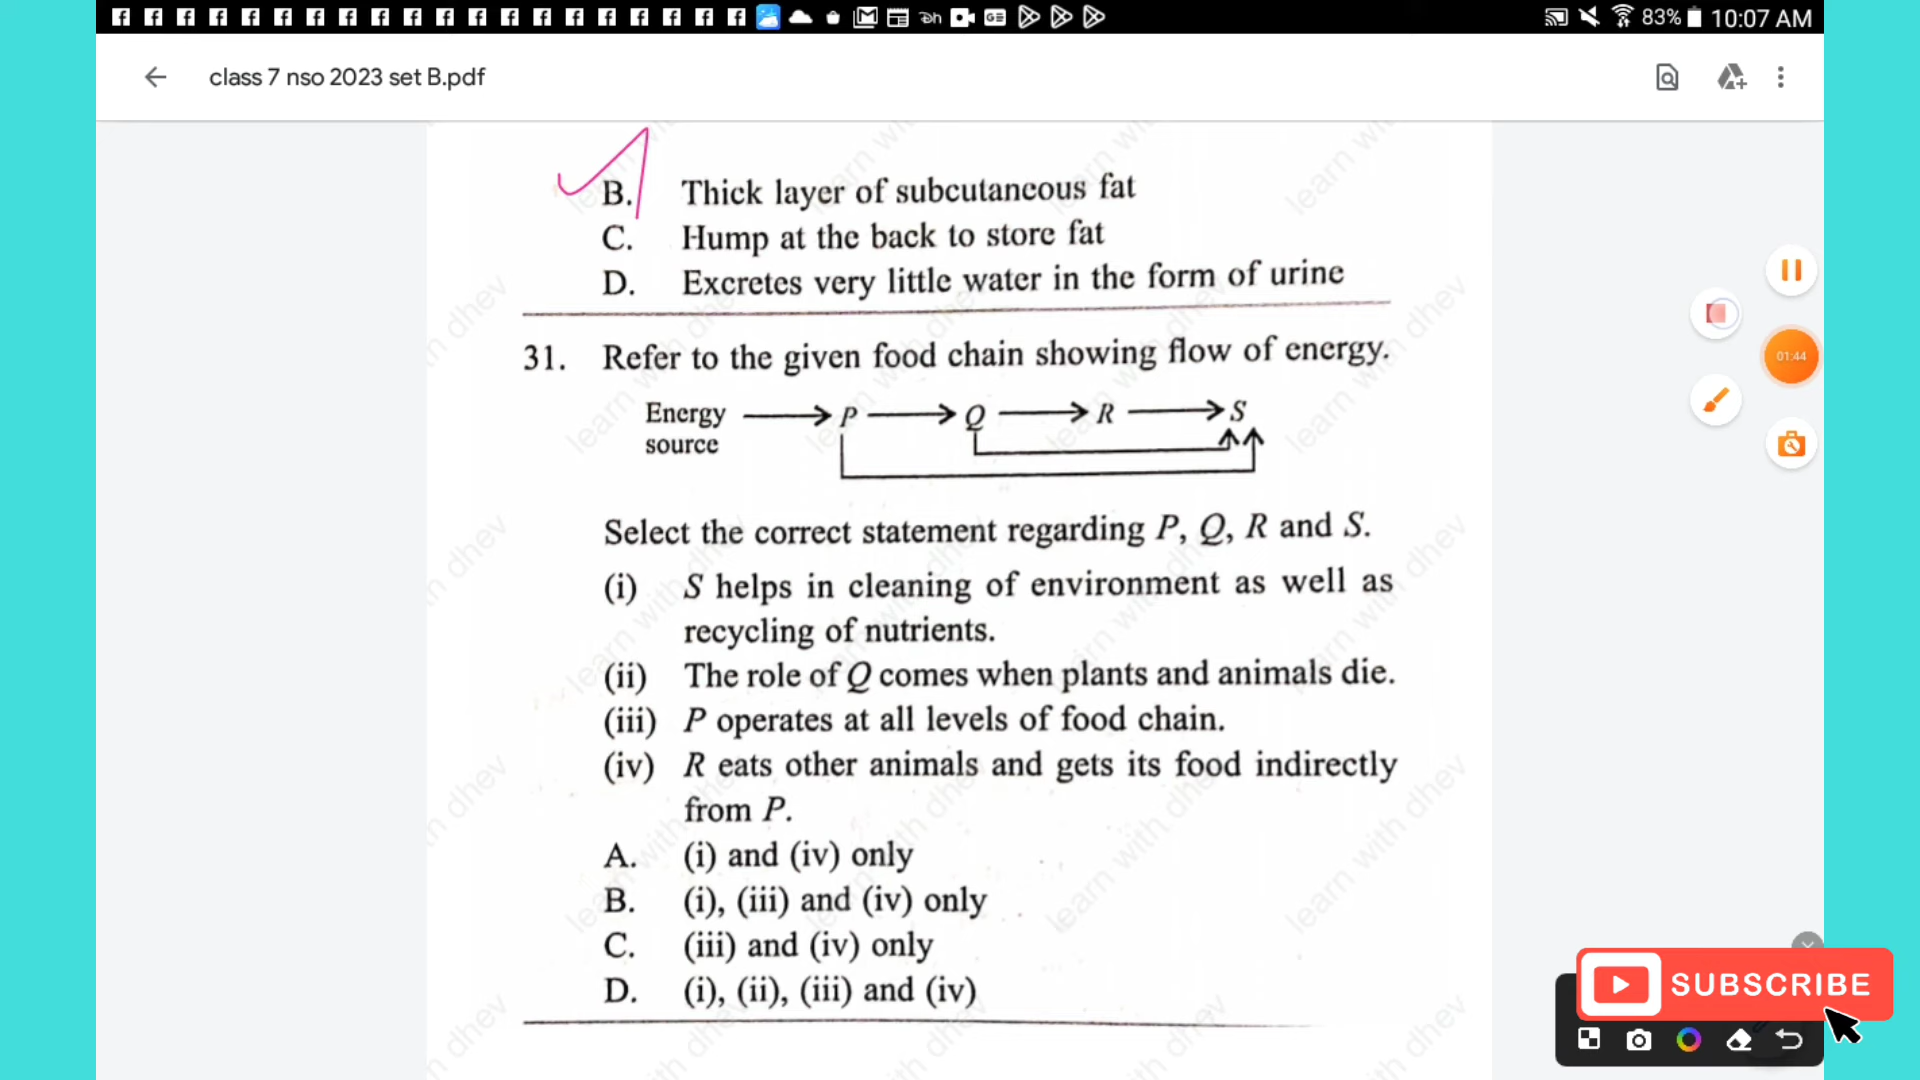 83% 10:07 AM
class 7 nso 2023 set B.pdf
B. Thick layer of subcutaneous fat
C. Hump at the back to store fat
D. Excretes very little water in the form of urine
31. Refer to the given food chain showing flow of energy.
Energy source → P → Q → R → S
Select the correct statement regarding P, Q, R and S.
(i) S helps in cleaning of environment as well as
recycling of nutrients.
(ii) The role of Q comes when plants and animals die.
(iii) P operates at all levels of food chain.
(iv) R eats other animals and gets its food indirectly
from P.
A. (i) and (iv) only
B. (i), (iii) and (iv) only
C. (iii) and (iv) only
D. (i), (ii), (iii) and (iv)
01:44
SUBSCRIBE
learn with dhev